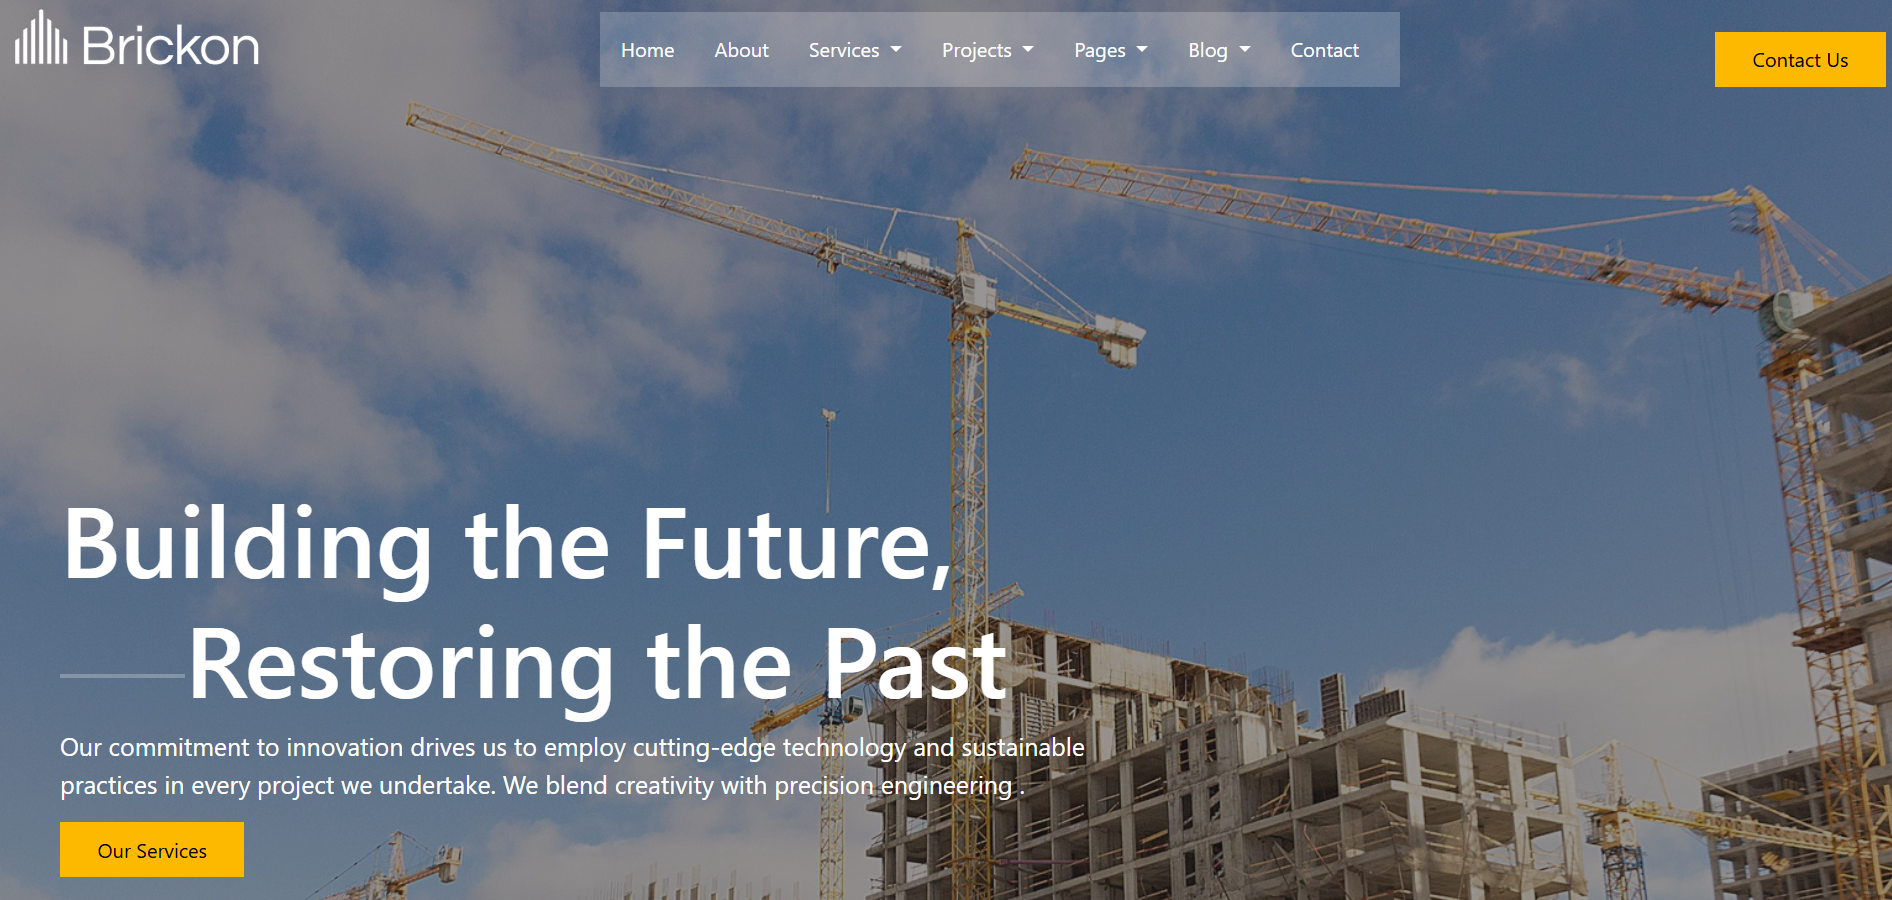 Brickon
Home About Services Projects Pages Blog Contact
Contact Us
Building the Future,
Restoring the Past
Our commitment to innovation drives us to employ cutting-edge technology and sustainable
practices in every project we undertake. We blend creativity with precision engineering .
Our Services